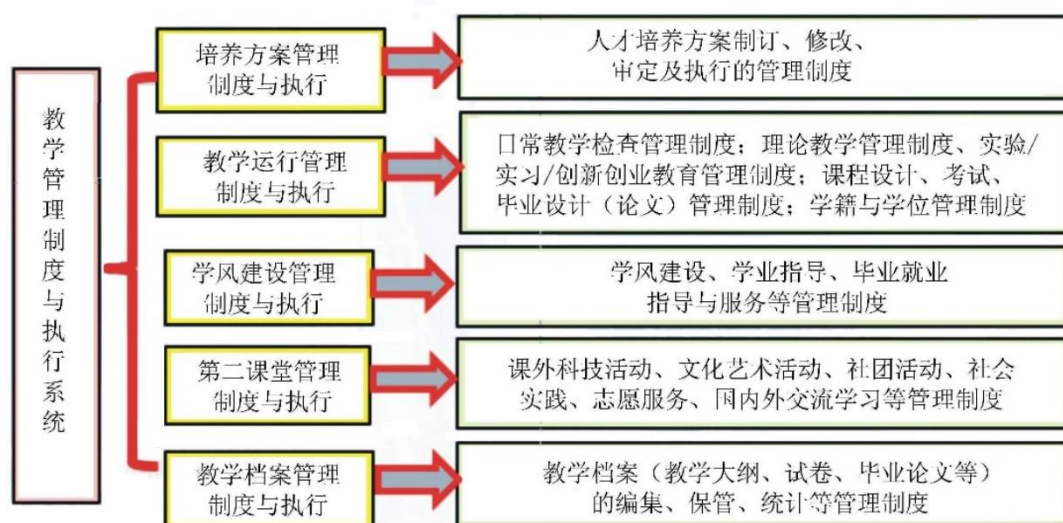 教学管理制度与执行系统
培养方案管理
制度与执行
人才培养方案制订、修改、
审定及执行的管理制度
教学运行管理
制度与执行
日常教学检查管理制度；理论教学管理制度、实验/
实习/创新创业教育管理制度；课程设计、考试、
毕业设计（论文）管理制度；学籍与学位管理制度
学风建设管理
制度与执行
学风建设、学业指导、毕业就业
指导与服务等管理制度
第二课堂管理
制度与执行
课外科技活动、文化艺术活动、社团活动、社会
实践、志愿服务、国内外交流学习等管理制度
教学档案管理
制度与执行
教学档案（教学大纲、试卷、毕业论文等）
的编集、保管、统计等管理制度